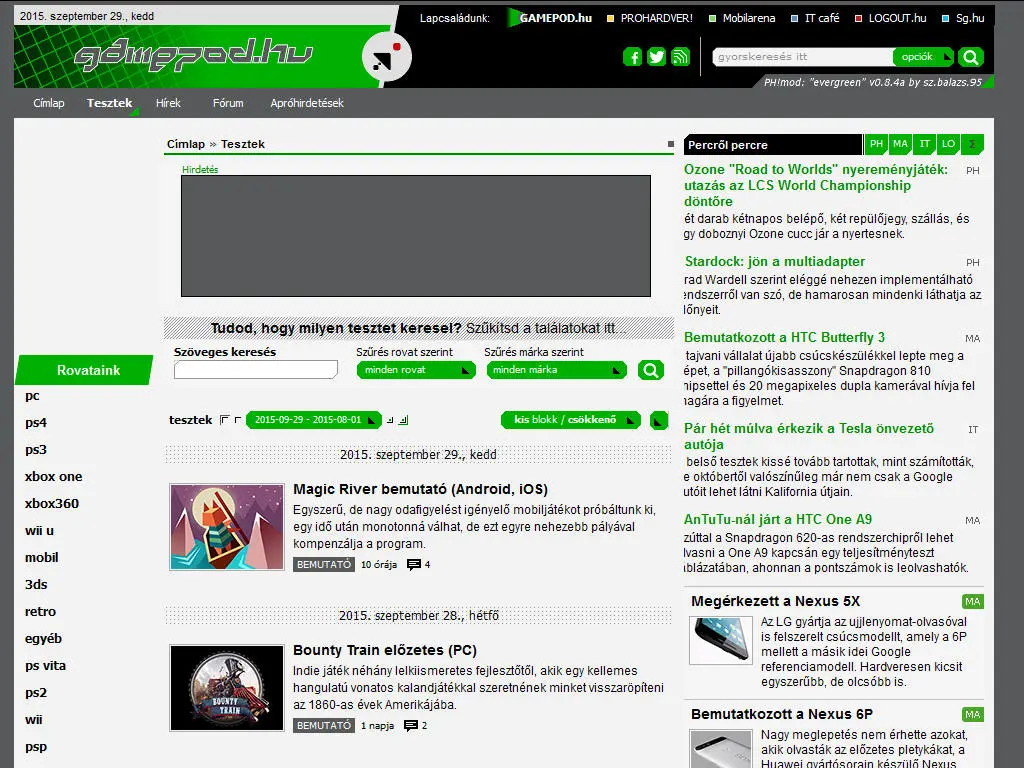 2015. szeptember 29., kedd
Lapcsaládunk:
GAMEPOD.hu
PROHARDVER!
Mobilarena
IT café
LOGOUT.hu
Sg.hu
gamepod.hu
gyorskeresés itt
opciók
PH!mod: "evergreen" v0.8.4a by sz.balazs.95
Címlap
Tesztek
Hírek
Fórum
Apróhirdetések
Rovataink
pc
ps4
ps3
xbox one
xbox360
wii u
mobil
3ds
retro
egyéb
ps vita
ps2
wii
psp
Címlap » Tesztek
Hirdetés
Tudod, hogy milyen tesztet keresel? Szűkítsd a találatokat itt...
Szöveges keresés
Szűrés rovat szerint
Szűrés márka szerint
minden rovat
minden márka
tesztek
2015-09-29 - 2015-08-01
kis blokk / csökkenő
2015. szeptember 29., kedd
Magic River bemutató (Android, iOS)
Egyszerű, de nagy odafigyelést igényelő mobiljátékot próbáltunk ki,
egy idő után monotonná válhat, de ezt egyre nehezebb pályával
kompenzálja a program.
BEMUTATÓ 10 órája 4
2015. szeptember 28., hétfő
Bounty Train előzetes (PC)
Indie játék néhány lelkiismeretes fejlesztőtől, akik egy kellemes
hangulatú vonatos kalandjátékkal szeretnének minket visszaröpíteni
az 1860-as évek Amerikájába.
BOUNTY
TRAIN
BEMUTATÓ 1 napja 2
Percről percre
PH
MA
IT
LO
Σ
Ozone "Road to Worlds" nyereményjáték: PH
utazás az LCS World Championship
döntőre
ét darab kétnapos belépő, két repülőjegy, szállás, és
gy doboznyi Ozone cucc jár a nyertesnek.
Stardock: jön a multiadapter PH
rad Wardell szerint eléggé nehezen implementálható
endszerről van szó, de hamarosan mindenki láthatja az
lőnyeit.
Bemutatkozott a HTC Butterfly 3 MA
tajvani vállalat újabb csúcskészülékkel lepte meg a
épet, a "pillangókisasszony" Snapdragon 810
hipsettel és 20 megapixeles dupla kamerával hívja fel
nagára a figyelmet.
Pár hét múlva érkezik a Tesla önvezető IT
autója
belső tesztek kissé tovább tartottak, mint számították,
e októbertől valószínűleg már nem csak a Google
utóit lehet látni Kalifornia útjain.
AnTuTu-nál járt a HTC One A9 MA
zúttal a Snapdragon 620-as rendszerchipről lehet
lvasni a One A9 kapcsán egy teljesítményteszt
áblázatában, ahonnan a pontszámok is leolvashatók.
Megérkezett a Nexus 5X MA
Az LG gyártja az ujjlenyomat-olvasóval
is felszerelt csúcsmodellt, amely a 6P
mellett a másik idei Google
referenciamodell. Hardveresen kicsit
egyszerűbb, de olcsóbb is.
Bemutatkozott a Nexus 6P MA
Nagy meglepetés nem érhette azokat,
akik olvasták az előzetes pletykákat, a
Huawei gyártósorain készülő Nexus